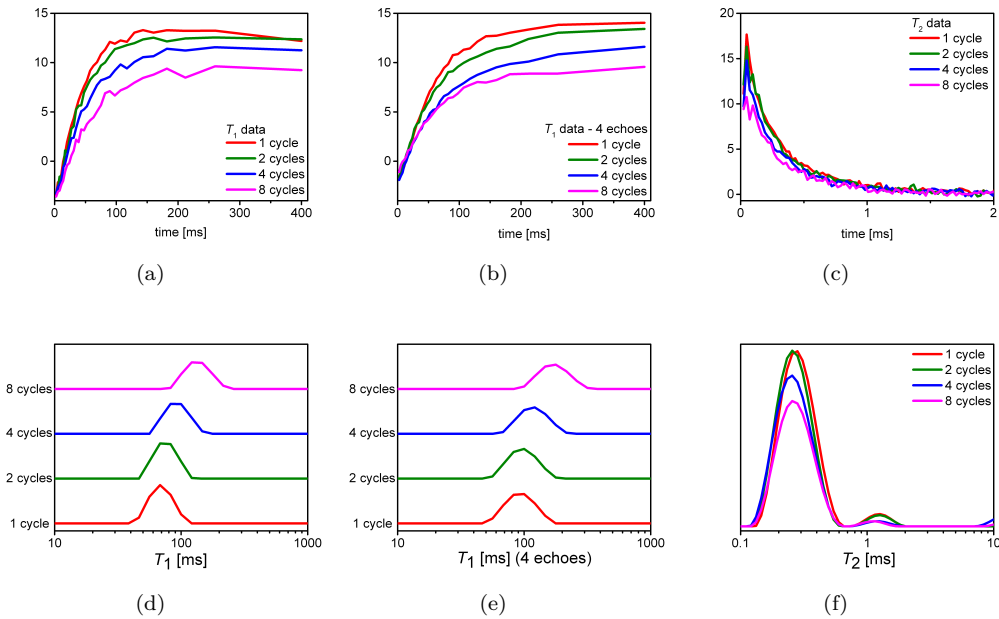 20
15
10
5
0
0 100 200 300 400
time [ms]
T1 data
1 cycle
2 cycles
4 cycles
8 cycles
(a)
15
10
5
0
0 100 200 300 400
time [ms]
T1 data - 4 echoes
1 cycle
2 cycles
4 cycles
8 cycles
(b)
20
15
10
5
0
0 1 2
time [ms]
T2 data
1 cycle
2 cycles
4 cycles
8 cycles
(c)
8 cycles
4 cycles
2 cycles
1 cycle
10 100 1000
T1 [ms]
(d)
8 cycles
4 cycles
2 cycles
1 cycle
10 100 1000
T1 [ms] (4 echoes)
(e)
1 cycle
2 cycles
4 cycles
8 cycles
0.1 1 10
T2 [ms]
(f)